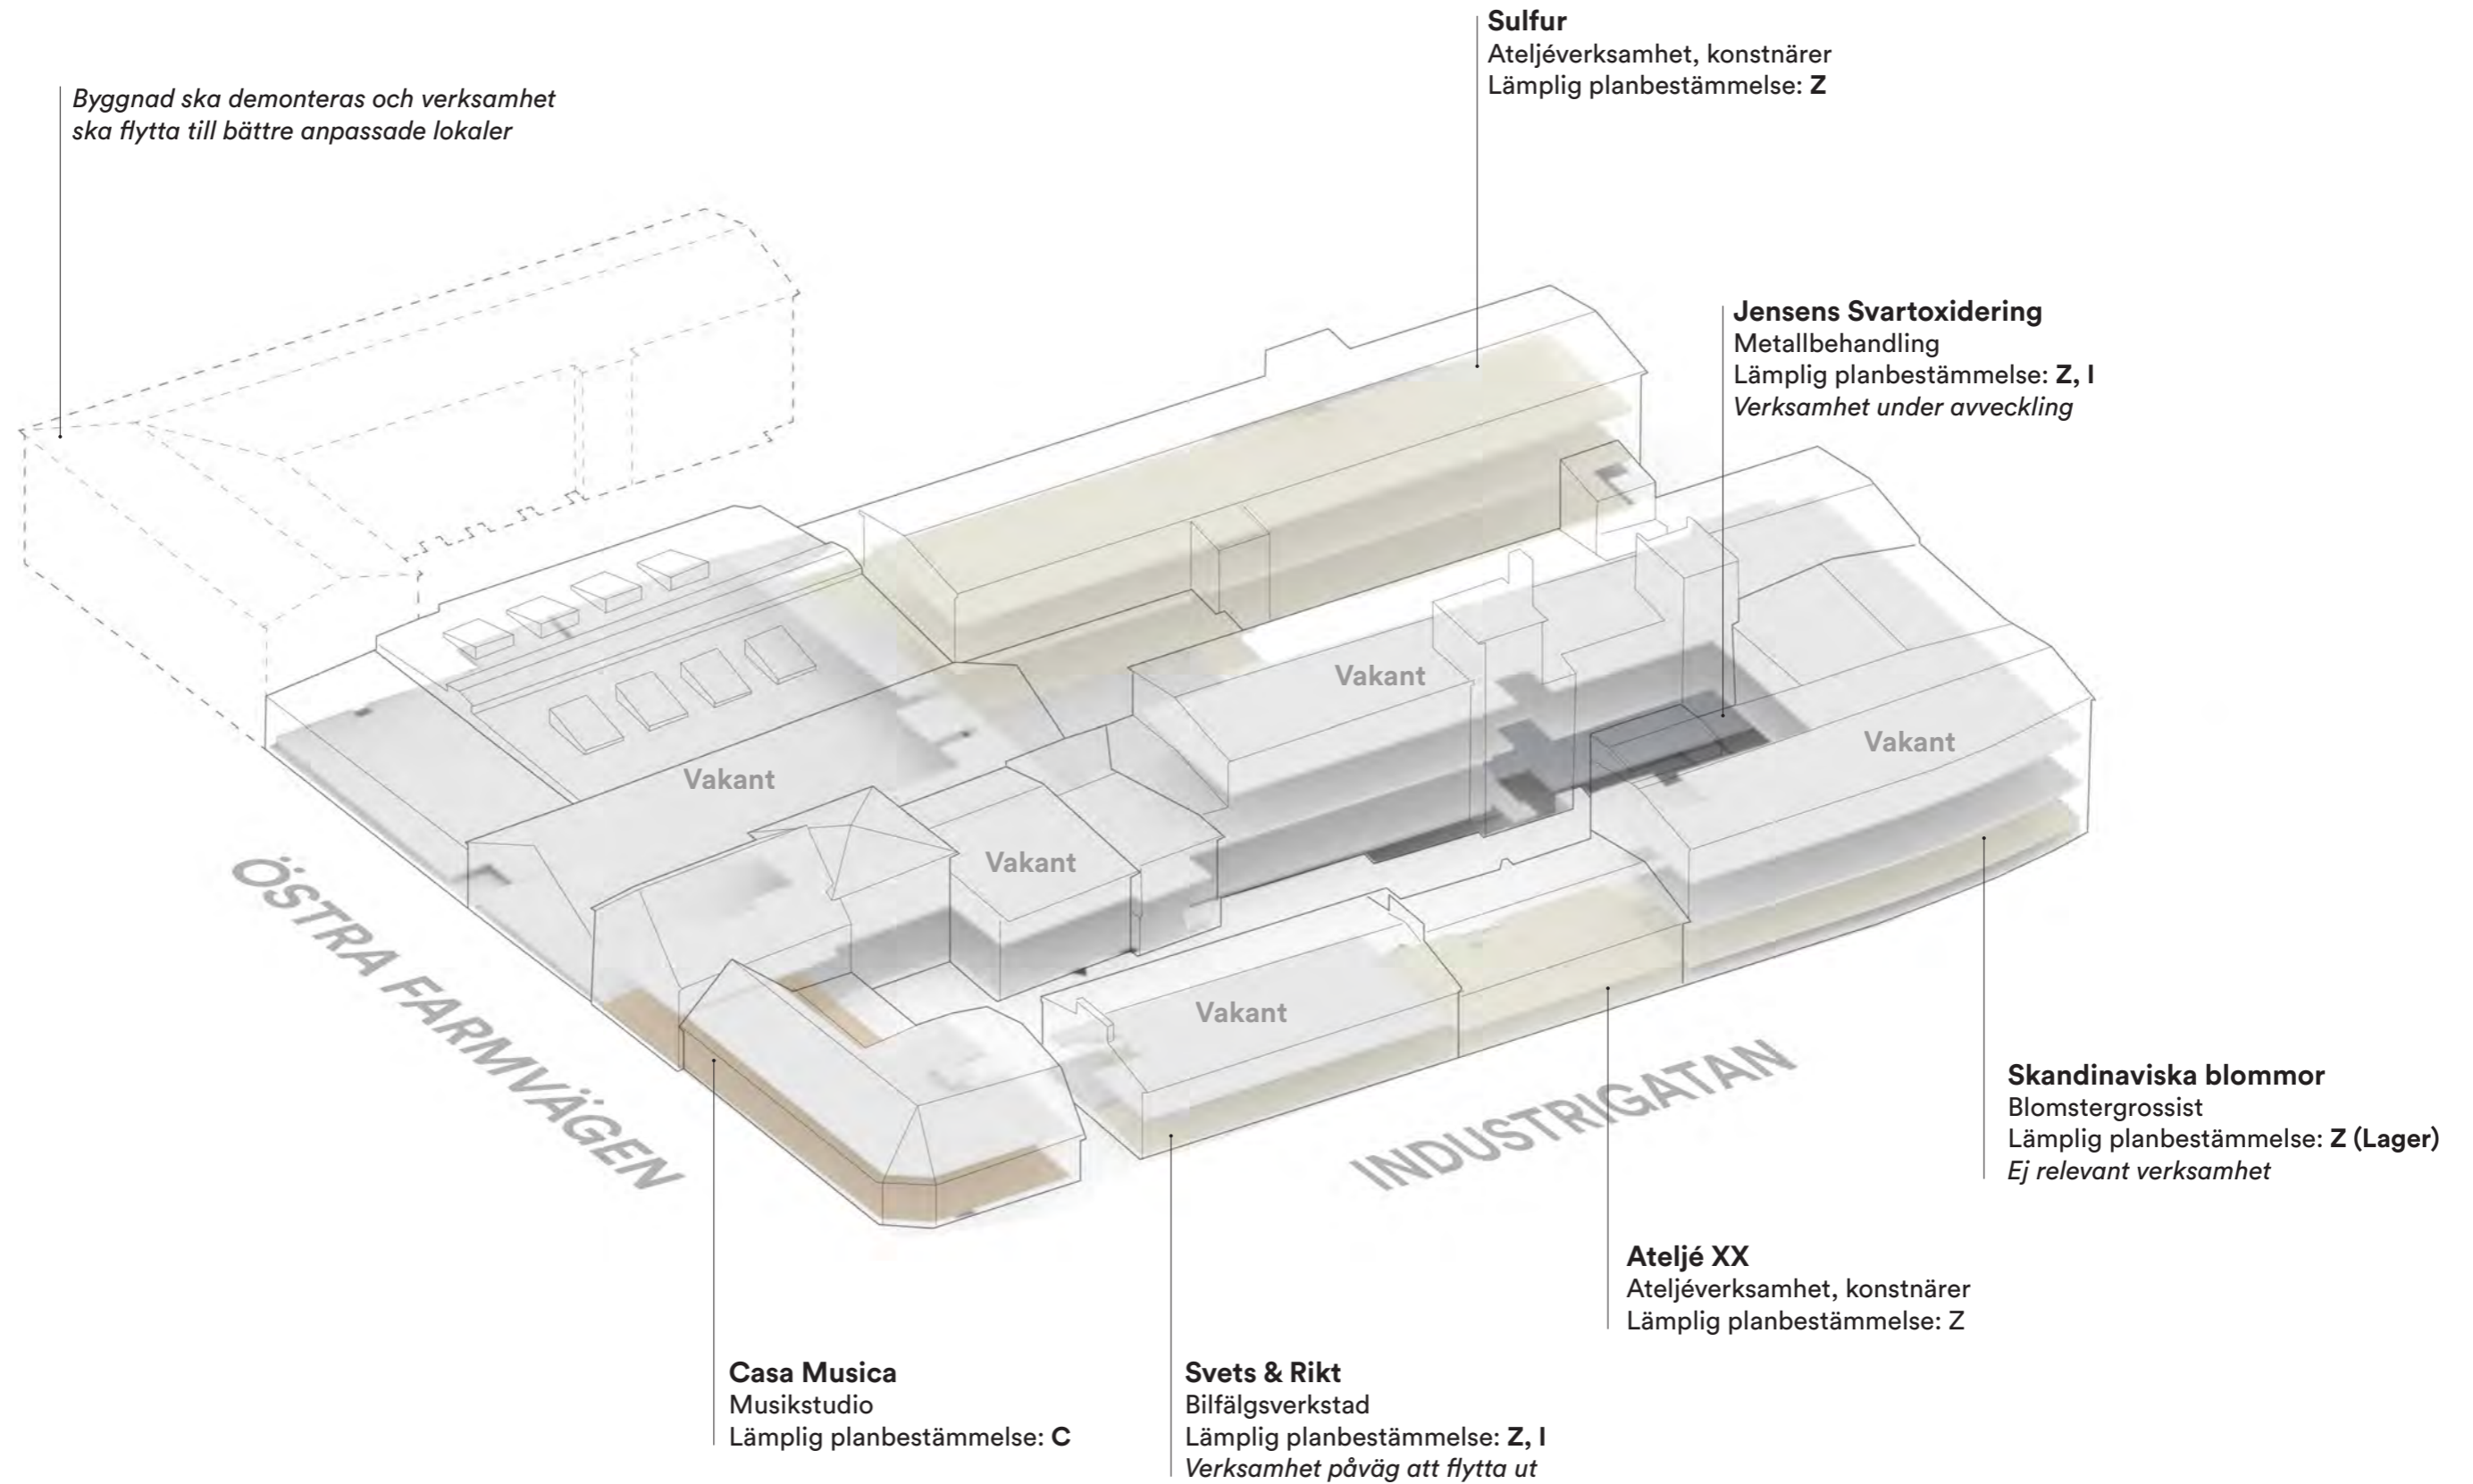 Sulfur
Ateljéverksamhet, konstnärer
Lämplig planbestämmelse: Z
Byggnad ska demonteras och verksamhet
ska flytta till bättre anpassade lokaler
Jensens Svartoxidering
Metallbehandling
Lämplig planbestämmelse: Z, I
Verksamhet under avveckling
Vakant
Vakant
Vakant
Vakant
Vakant
ÖSTRA FARMVÄGEN
INDUSTRIGATAN
Skandinaviska blommor
Blomstergrossist
Lämplig planbestämmelse: Z (Lager)
Ej relevant verksamhet
Ateljé XX
Ateljéverksamhet, konstnärer
Lämplig planbestämmelse: Z
Casa Musica
Musikstudio
Lämplig planbestämmelse: C
Svets & Rikt
Bilfälgsverkstad
Lämplig planbestämmelse: Z, I
Verksamhet påväg att flytta ut